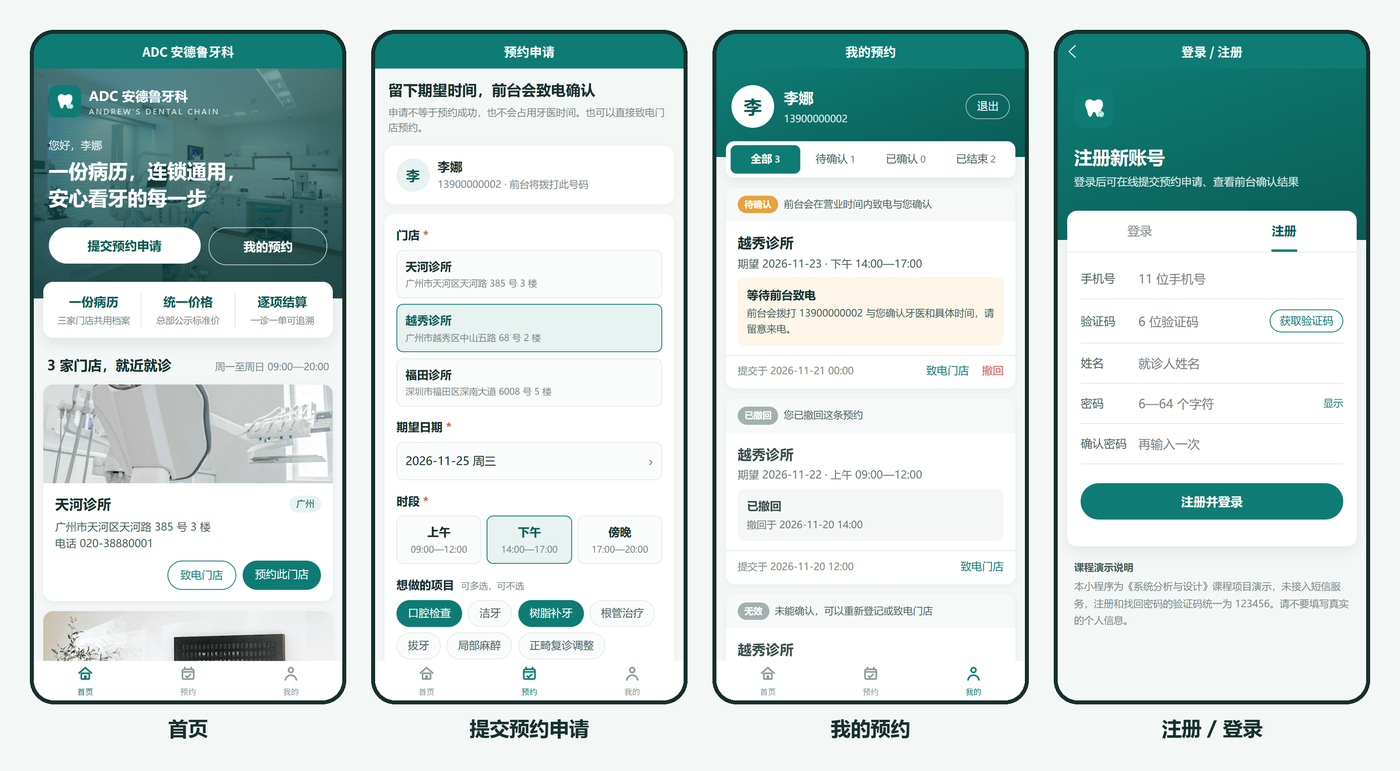 ADC 安德鲁牙科
ADC 安德鲁牙科
ANDREW'S DENTAL CHAIN
您好，李娜
一份病历，连锁通用，
安心看牙的每一步
提交预约申请
我的预约
一份病历
三家门店共用档案
统一价格
总部公示标准价
逐项结算
一诊一单可追溯
3 家门店，就近就诊
周一至周日 09:00—20:00
天河诊所
广州
广州市天河区天河路 385 号 3 楼
电话 020-38880001
致电门店
预约此门店
SMILE LIKE
首页
预约
我的
首页
预约申请
留下期望时间，前台会致电确认
申请不等于预约成功，也不会占用牙医时间。也可以直接致电门
店预约。
李
李娜
13900000002 · 前台将拨打此号码
门店 *
天河诊所
广州市天河区天河路 385 号 3 楼
越秀诊所
广州市越秀区中山五路 68 号 2 楼
福田诊所
深圳市福田区深南大道 6008 号 5 楼
期望日期 *
2026-11-25 周三
›
时段 *
上午
09:00—12:00
下午
14:00—17:00
傍晚
17:00—20:00
想做的项目 可多选，可不选
口腔检查
洁牙
树脂补牙
根管治疗
拔牙
局部麻醉
正畸复诊调整
首页
预约
我的
提交预约申请
我的预约
李
李娜
13900000002
退出
全部 3
待确认 1
已确认 0
已结束 2
待确认 前台会在营业时间内致电与您确认
越秀诊所
期望 2026-11-23 · 下午 14:00—17:00
等待前台致电
前台会拨打 13900000002 与您确认牙医和具体时间，请
留意来电。
提交于 2026-11-21 00:00
致电门店
撤回
已撤回 您已撤回这条预约
越秀诊所
期望 2026-11-22 · 上午 09:00—12:00
已撤回
撤回于 2026-11-20 14:00
提交于 2026-11-20 12:00
致电门店
无效 未能确认，可以重新登记或致电门店
越秀诊所
首页
预约
我的
我的预约
登录 / 注册
注册新账号
登录后可在线提交预约申请、查看前台确认结果
登录
注册
手机号 11 位手机号
验证码 6 位验证码
获取验证码
姓名 就诊人姓名
密码 6—64 个字符
显示
确认密码 再输入一次
注册并登录
课程演示说明
本小程序为《系统分析与设计》课程项目演示，未接入短信服
务，注册和找回密码的验证码统一为 123456。请不要填写真实
的个人信息。
注册 / 登录